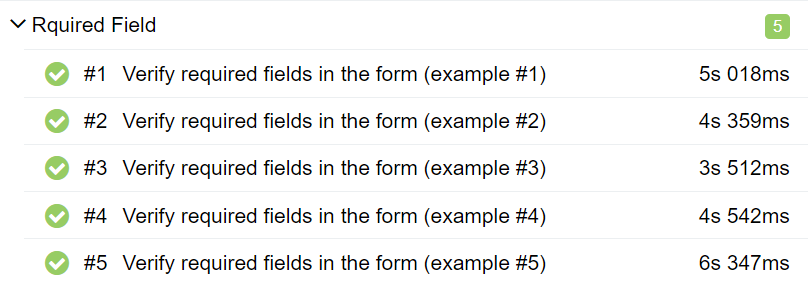 Rquired Field 5
#1 Verify required fields in the form (example #1) 5s 018ms
#2 Verify required fields in the form (example #2) 4s 359ms
#3 Verify required fields in the form (example #3) 3s 512ms
#4 Verify required fields in the form (example #4) 4s 542ms
#5 Verify required fields in the form (example #5) 6s 347ms